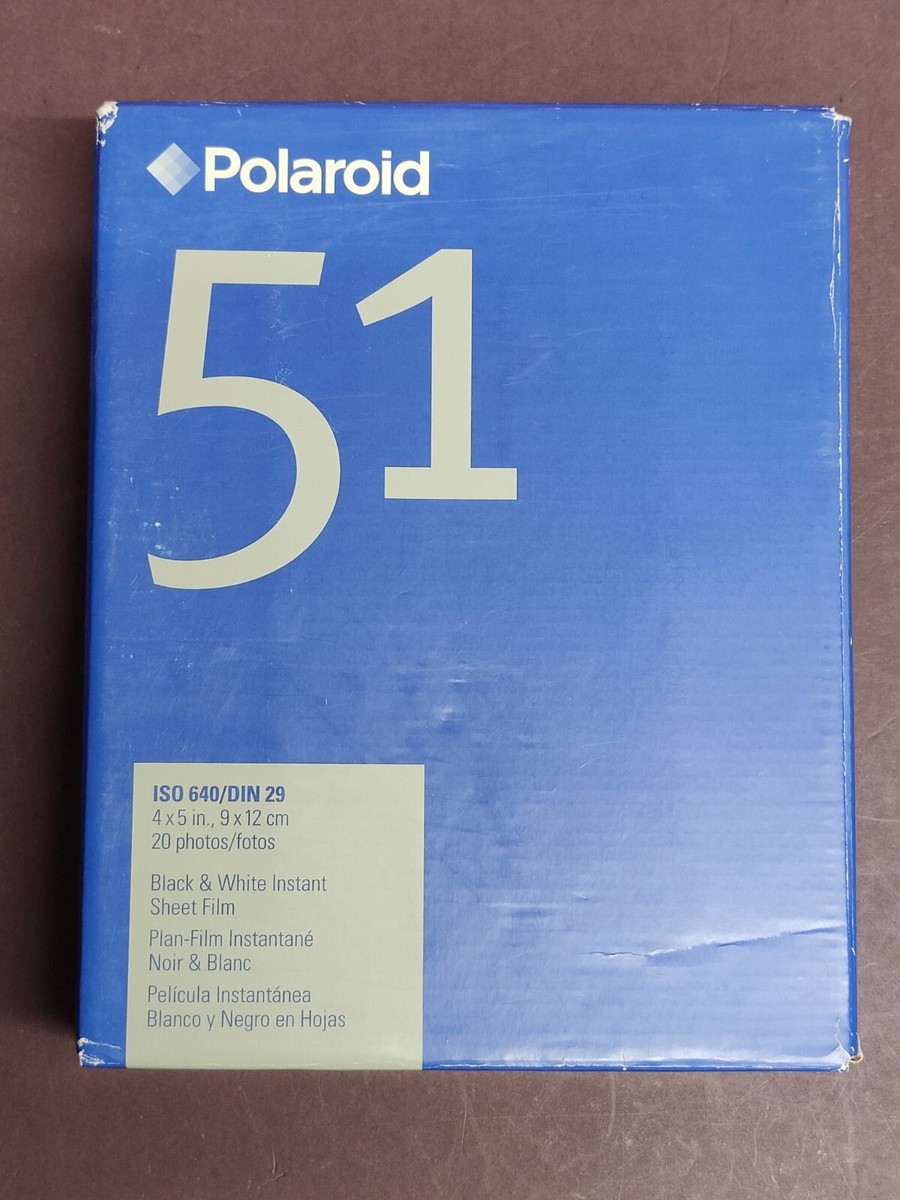 Polaroid
51
ISO 640/DIN 29
4 x 5 in., 9 x 12 cm
20 photos/fotos
Black & White Instant
Sheet Film
Plan-Film Instantané
Noir & Blanc
Película Instantánea
Blanco y Negro en Hojas